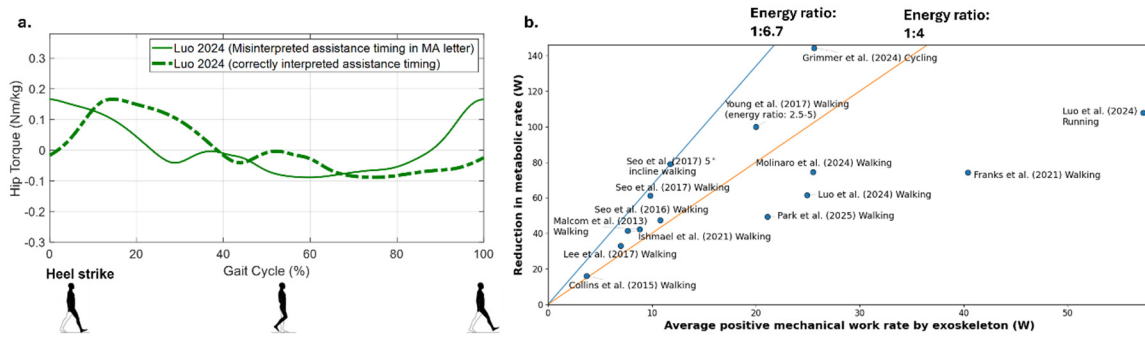 a.
Luo 2024 (Misinterpreted assistance timing in MA letter)
Luo 2024 (correctly interpreted assistance timing)
Hip Torque (Nm/kg)
0.3
0.2
0.1
0
-0.1
-0.2
-0.3
0
20
40
60
80
100
Gait Cycle (%)
Heel strike
b.
Energy ratio:
1:6.7
Energy ratio:
1:4
Reduction in metabolic rate (W)
140
120
100
80
60
40
20
0
Grimmer et al. (2024) Cycling
Young et al. (2017) Walking
(energy ratio: 2.5-5)
Luo et al. (2024)
Running
Seo et al. (2017) 5°
incline walking
Molinaro et al. (2024) Walking
Franks et al. (2021) Walking
Seo et al. (2017) Walking
Luo et al. (2024) Walking
Seo et al. (2016) Walking
Park et al. (2025) Walking
Malcom et al. (2013)
Walking
Ishmael et al. (2021) Walking
Lee et al. (2017) Walking
Collins et al. (2015) Walking
0
10
20
30
40
50
Average positive mechanical work rate by exoskeleton (W)